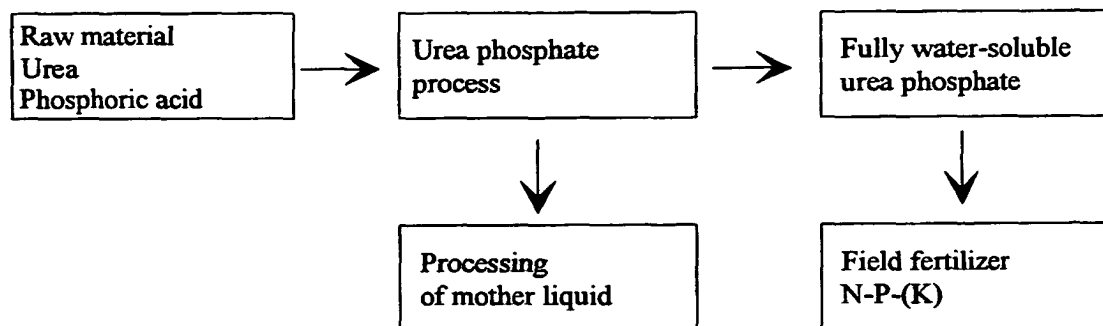 Raw material
Urea
Phosphoric acid
Urea phosphate
process
Fully water-soluble
urea phosphate
Processing
of mother liquid
Field fertilizer
N-P-(K)